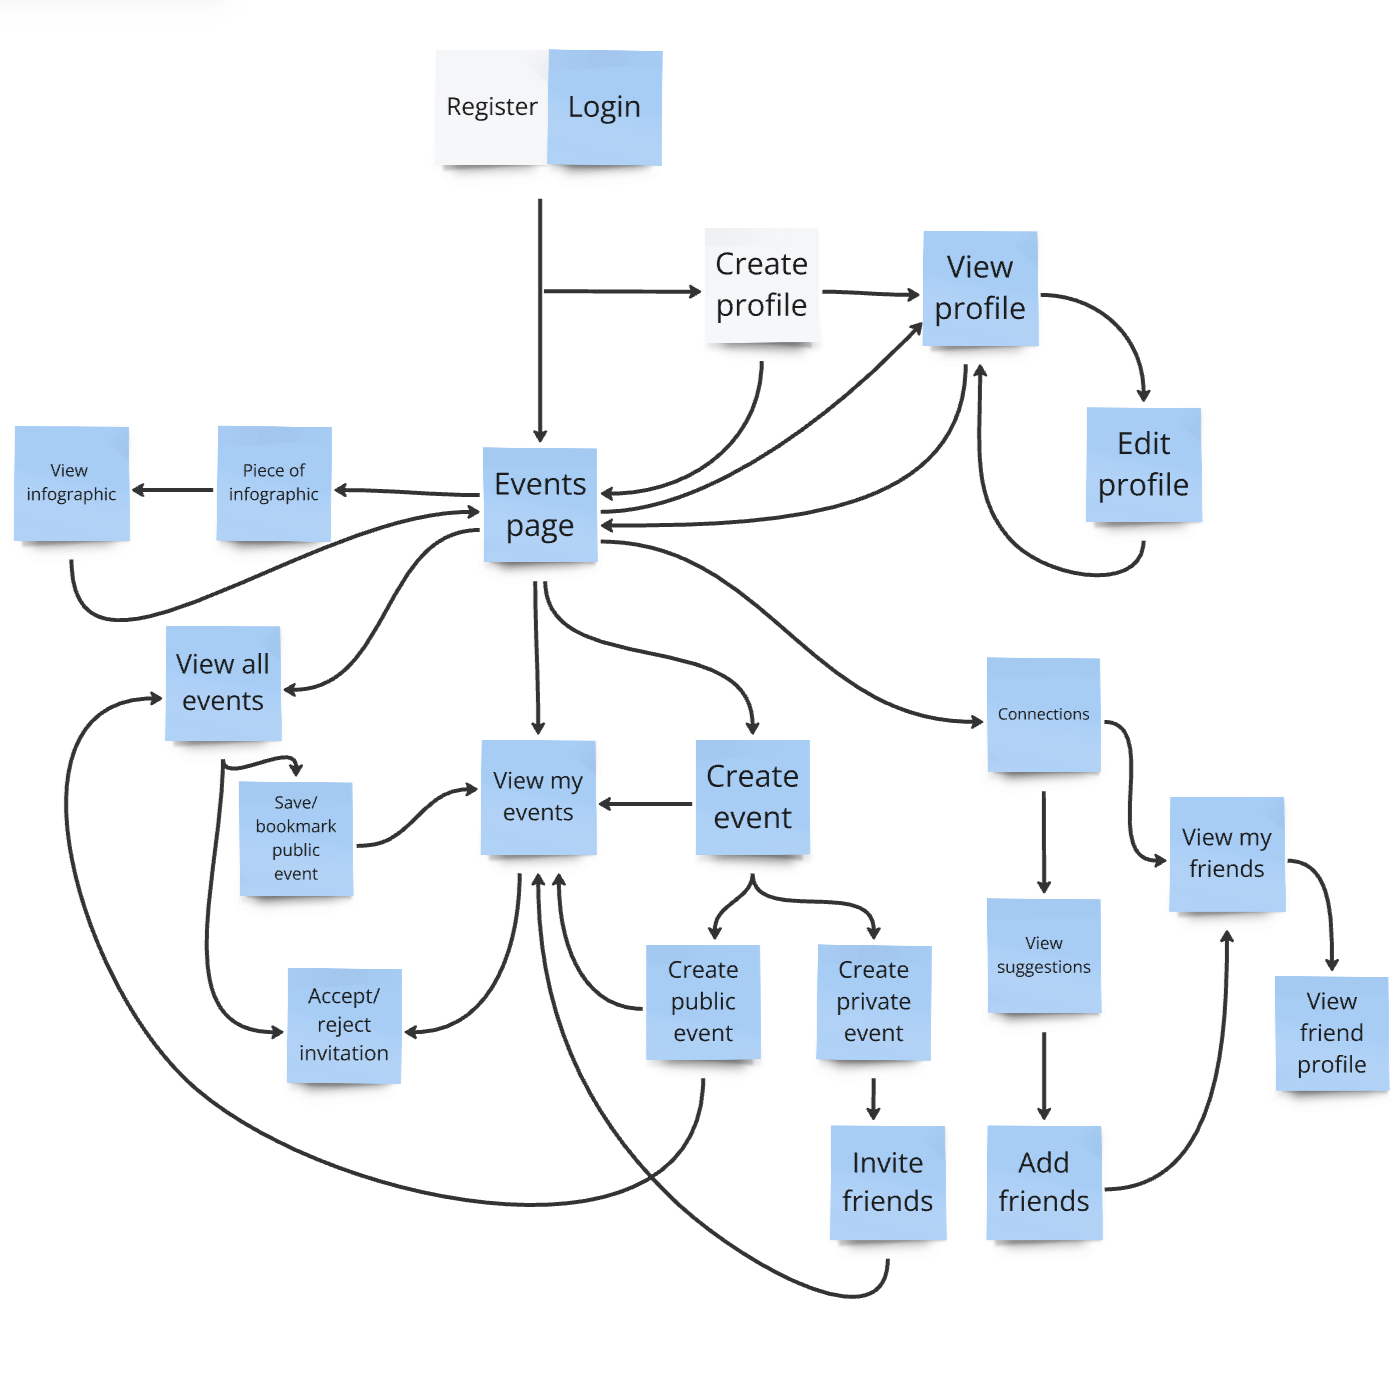 Register
Login
Create
profile
View
profile
Edit
profile
View
infographic
Piece of
infographic
Events
page
View all
events
Save/
bookmark
public
event
View my
events
Create
event
Connections
View my
friends
View
suggestions
View
friend
profile
Accept/
reject
invitation
Create
public
event
Create
private
event
Invite
friends
Add
friends